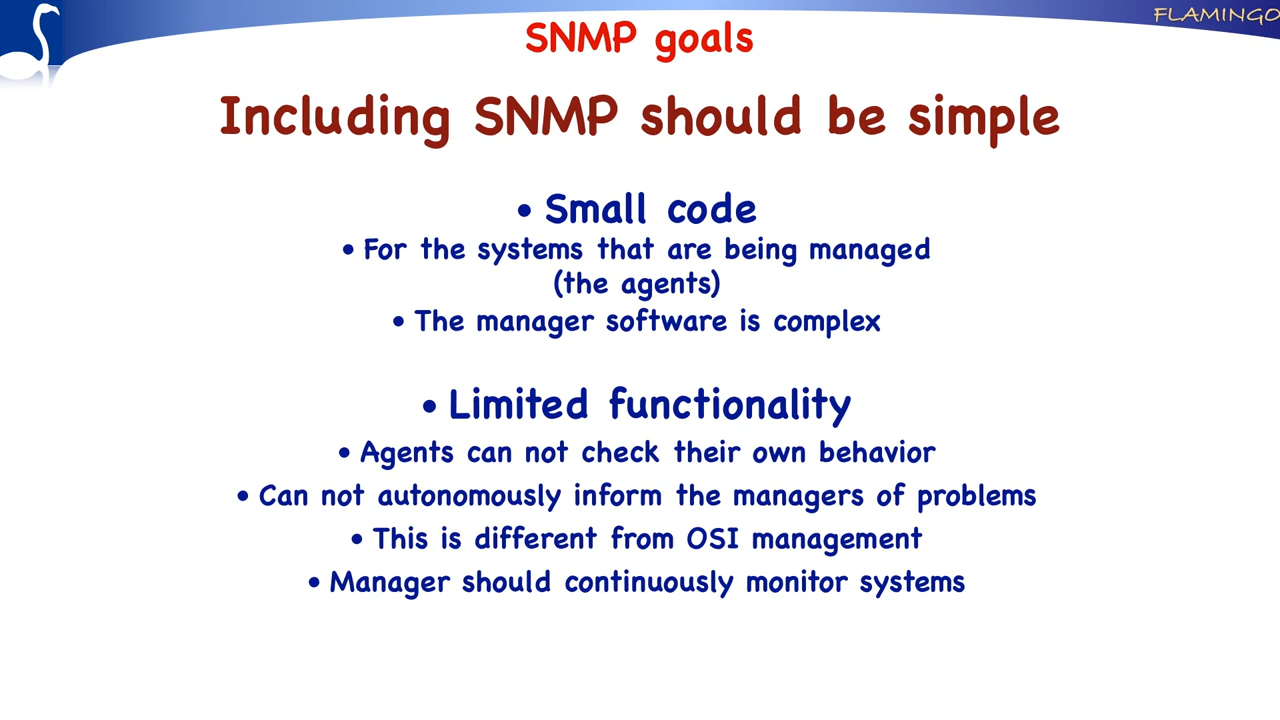 FLAMINGO
SNMP goals
Including SNMP should be simple
• Small code
• For the systems that are being managed
(the agents)
• The manager software is complex
• Limited functionality
• Agents can not check their own behavior
• Can not autonomously inform the managers of problems
• This is different from OSI management
• Manager should continuously monitor systems